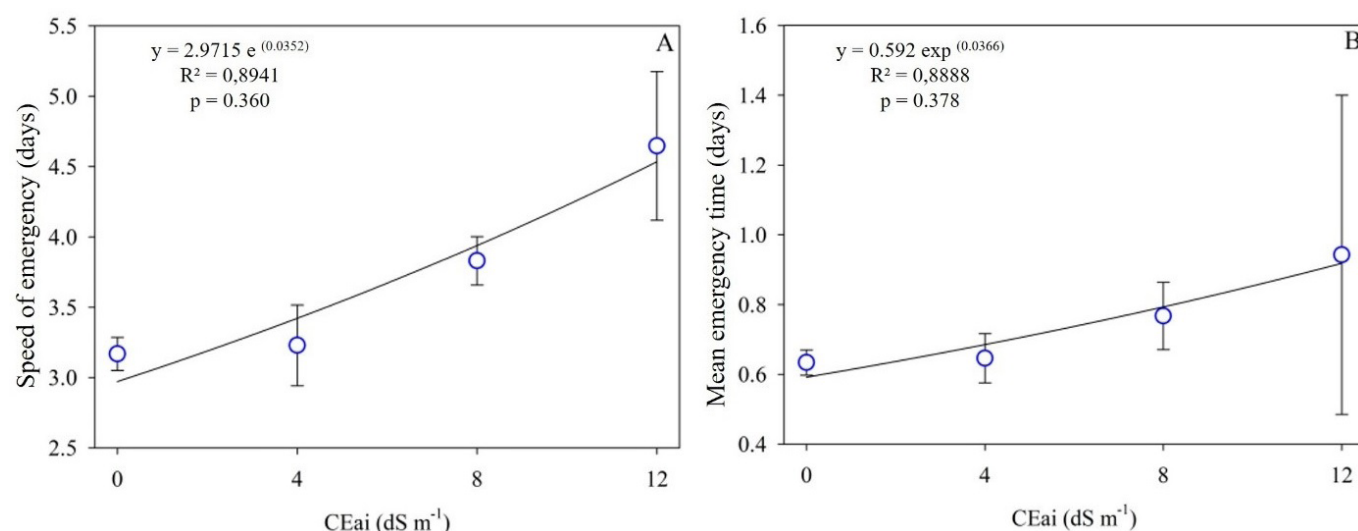 A
y = 2.9715 e (0.0352)
R² = 0,8941
p = 0.360
Speed of emergency (days)
5.5
5.0
4.5
4.0
3.5
3.0
2.5
0 4 8 12
CEai (dS m⁻¹)
B
y = 0.592 exp (0.0366)
R² = 0,8888
p = 0.378
Mean emergency time (days)
1.6
1.4
1.2
1.0
0.8
0.6
0.4
0 4 8 12
CEai (dS m⁻¹)